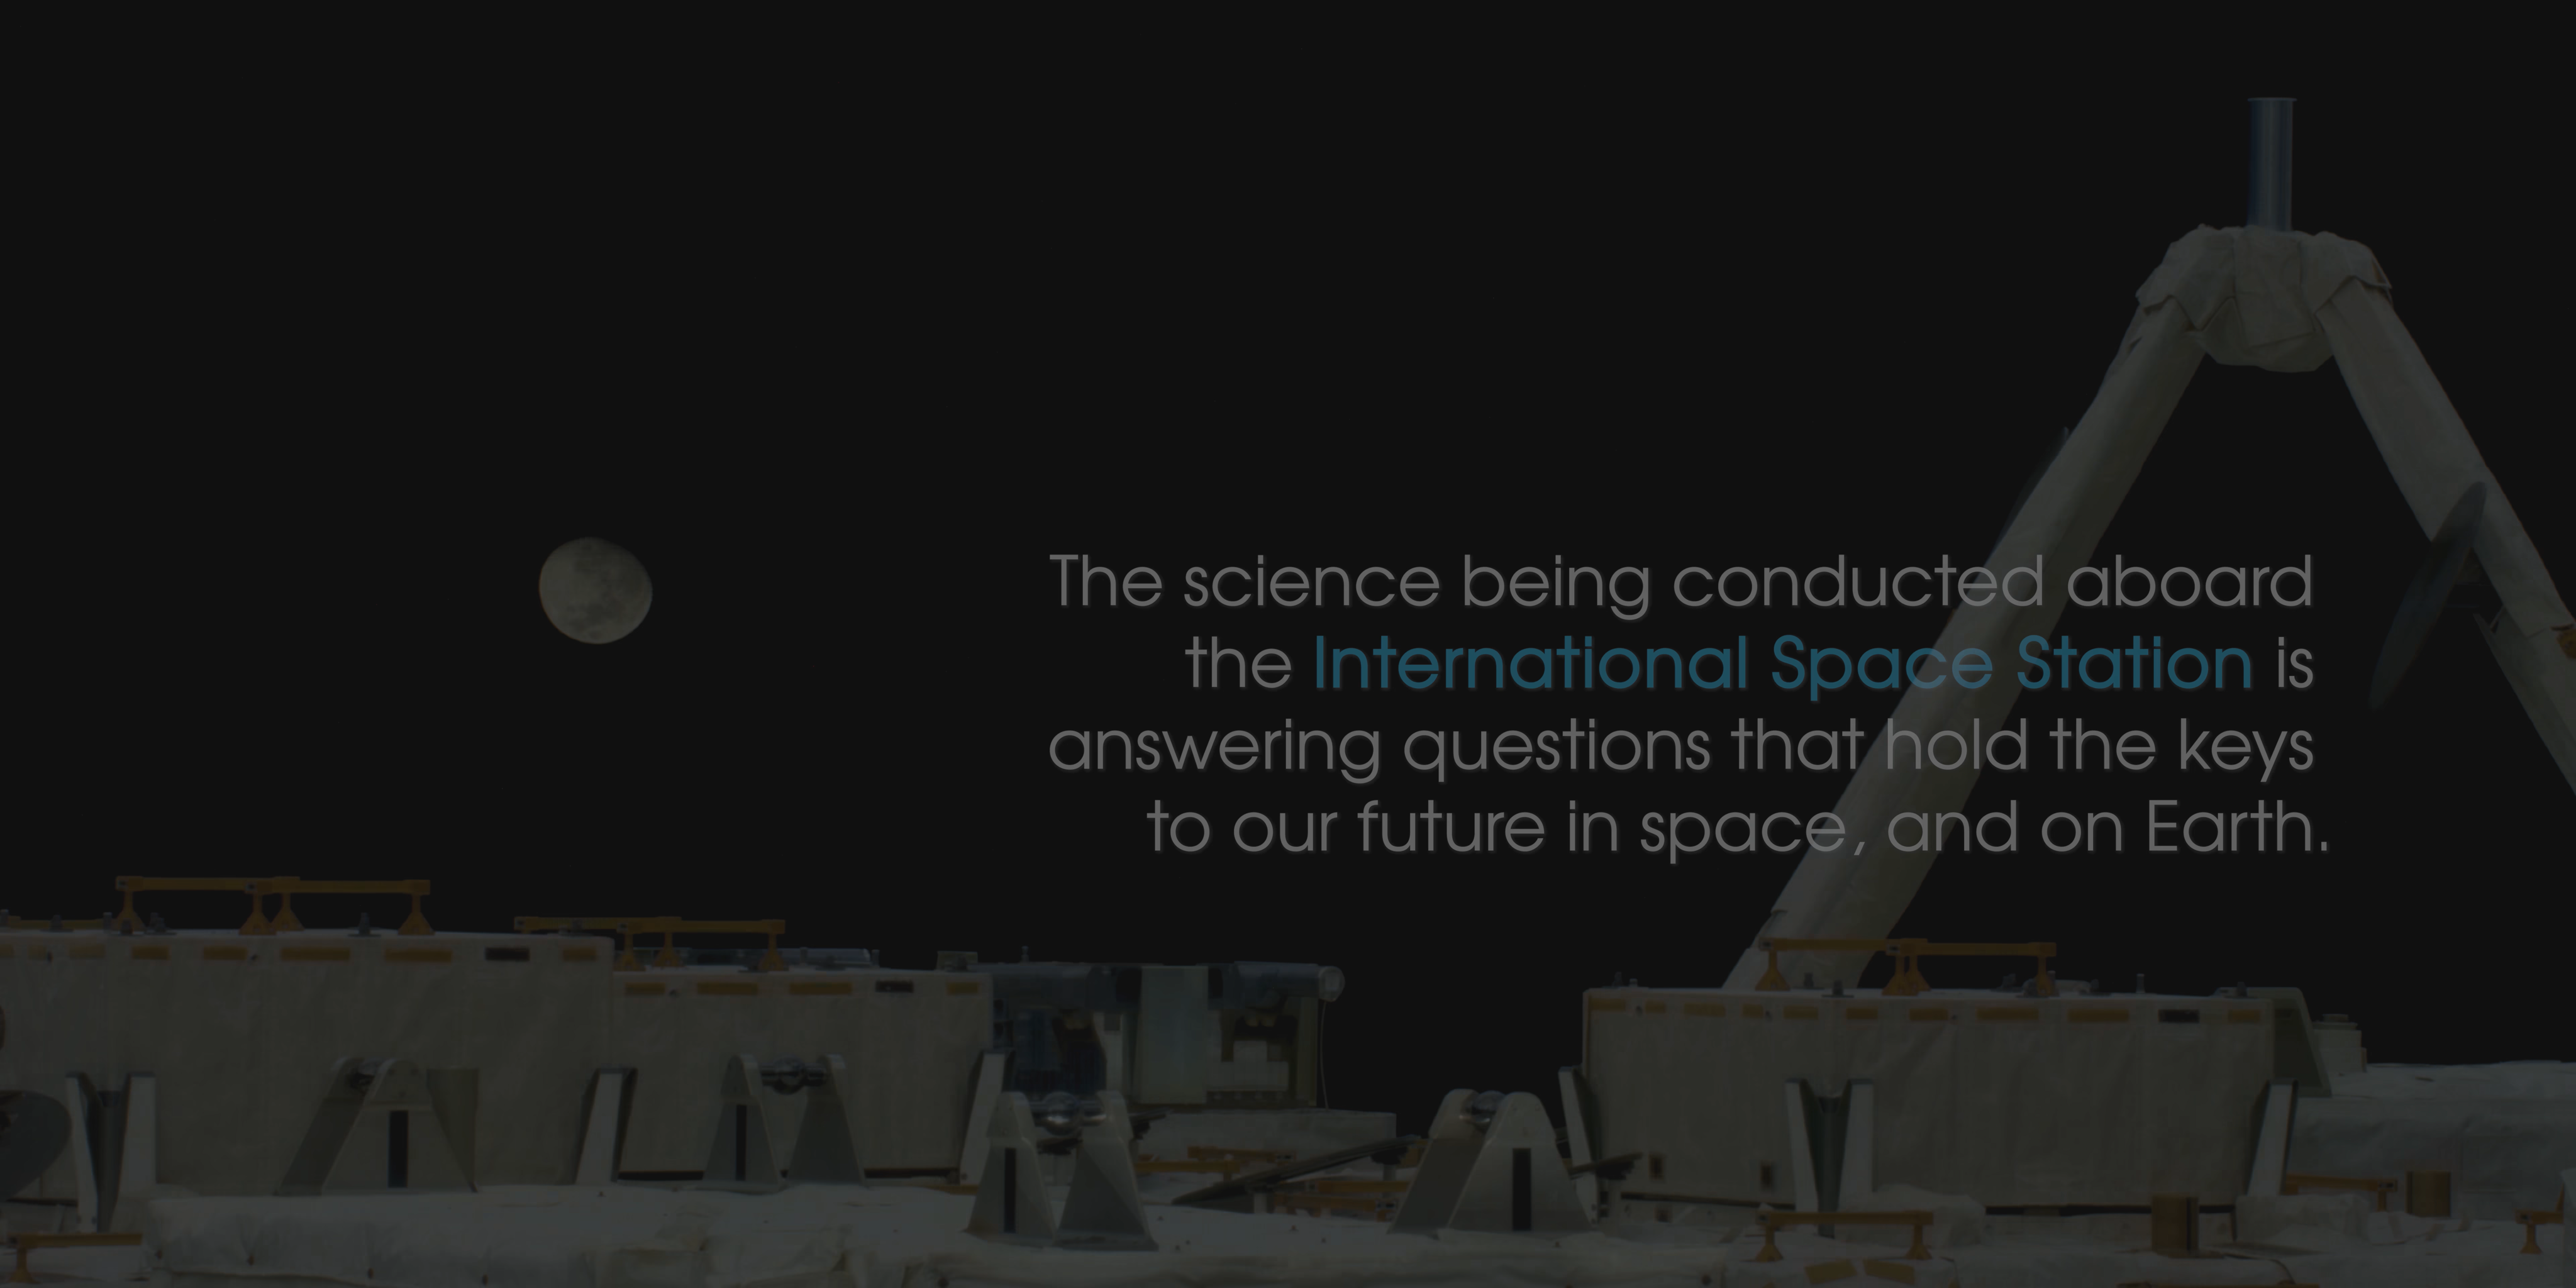 The science being conducted aboard
the International Space Station is
answering questions that hold the keys
to our future in space, and on Earth.